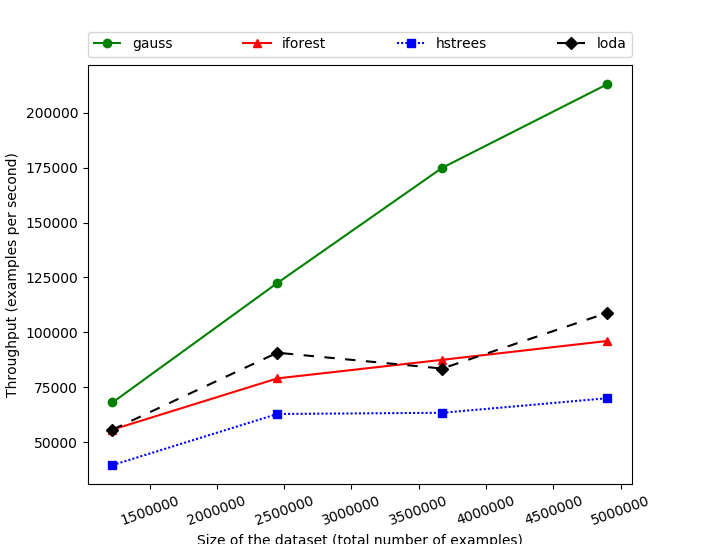 gauss iforest hstrees loda
200000
175000
150000
125000
100000
75000
50000
Throughput (examples per second)
1500000 2000000 2500000 3000000 3500000 4000000 4500000 5000000
Size of the dataset (total number of examples)